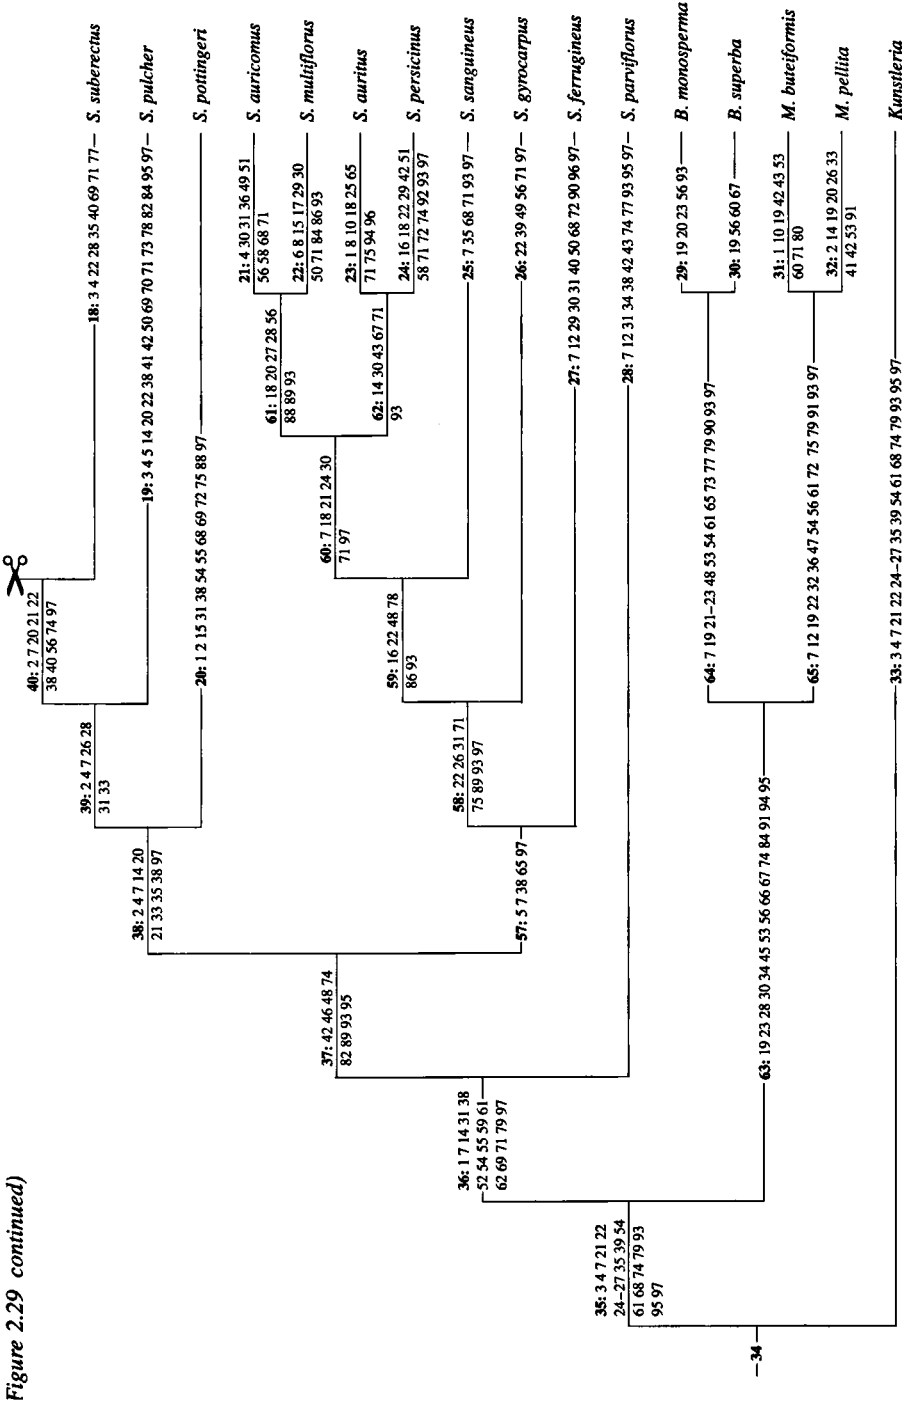 Figure 2.29 continued)
40: 2 7 20 21 22
38 40 56 74 97
18: 3 4 22 28 35 40 69 71 77
S. suberectus
39: 2 4 7 26 28
31 33
19: 3 4 5 14 20 22 38 41 42 50 69 70 71 73 78 82 84 95 97
S. pulcher
38: 2 4 7 14 20
21 33 35 38 97
20: 1 2 15 31 38 54 55 68 69 72 75 88 97
S. pottingeri
21: 4 30 31 36 49 51
56 58 68 71
S. auricomus
61: 18 20 27 28 56
88 89 93
22: 6 8 15 17 29 30
50 71 84 86 93
S. multiflorus
60: 7 18 21 24 30
71 97
23: 1 8 10 18 25 65
71 75 94 96
S. auritus
62: 14 30 43 67 71
93
24: 16 18 22 29 42 51
58 71 72 74 92 93 97
S. persicinus
59: 16 22 48 78
86 93
25: 7 35 68 71 93 97
S. sanguineus
58: 22 26 31 71
75 89 93 97
26: 22 39 49 56 71 97
S. gyrocarpus
57: 5 7 38 65 97
27: 7 12 29 30 31 40 50 68 72 90 96 97
S. ferrugineus
37: 42 46 48 74
82 89 93 95
28: 7 12 31 34 38 42 43 74 77 93 95 97
S. parviflorus
36: 1 7 14 31 38
52 54 55 59 61
62 69 71 79 97
29: 19 20 23 56 93
B. monosperma
64: 7 19 21–23 48 53 54 61 65 73 77 79 90 93 97
30: 19 56 60 67
B. superba
63: 19 23 28 30 34 45 53 56 66 67 74 84 91 94 95
31: 1 10 19 42 43 53
60 71 80
M. buteiformis
65: 7 12 19 22 32 36 47 54 56 61 72 75 79 91 93 97
32: 2 14 19 20 26 33
41 42 53 91
M. pellita
35: 3 4 7 21 22
24–27 35 39 54
61 68 74 79 93
95 97
34
33: 3 4 7 21 22 24–27 35 39 54 61 68 74 79 93 95 97
Kunstleria